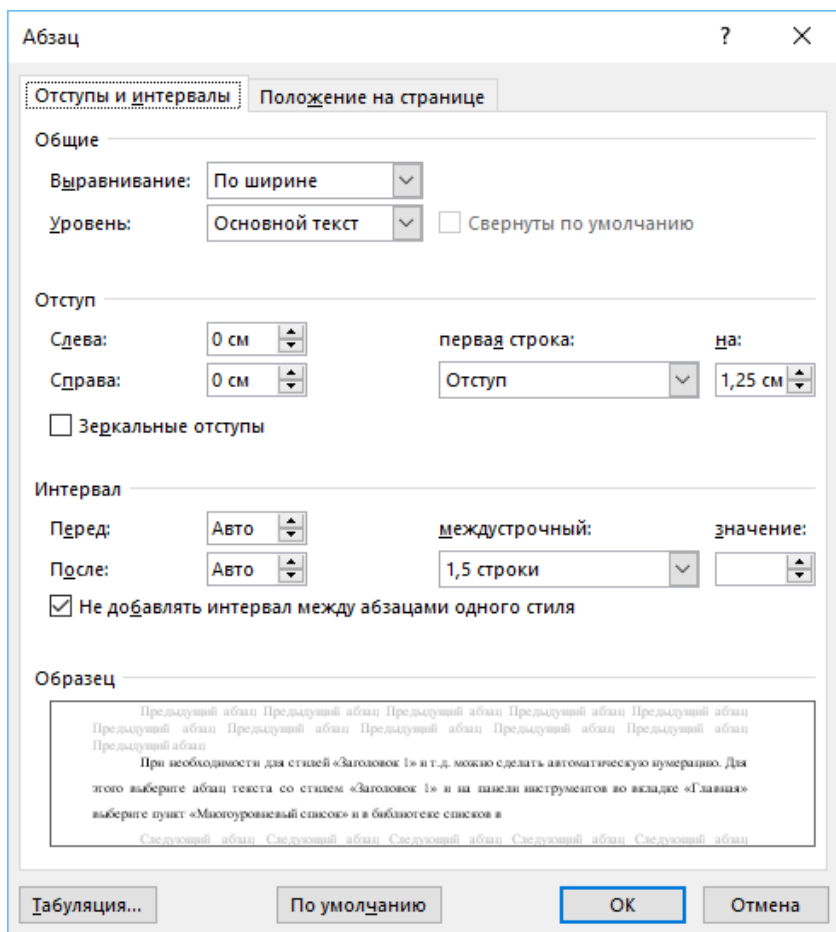 Абзац ?
Отступы и интервалы Положение на странице
Общие
Выравнивание: По ширине
Уровень: Основной текст Свернуты по умолчанию
Отступ
Слева: 0 см первая строка: на:
Справа: 0 см Отступ 1,25 см
Зеркальные отступы
Интервал
Перед: Авто междустрочный: значение:
После: Авто 1,5 строки
Не добавлять интервал между абзацами одного стиля
Образец
Предыдущий абзац Предыдущий абзац Предыдущий абзац Предыдущий абзац Предыдущий абзац
Предыдущий абзац Предыдущий абзац Предыдущий абзац Предыдущий абзац Предыдущий абзац
Предыдущий абзац
При необходимости для стилей «Заголовок 1» и т.д. можно сделать автоматическую нумерацию. Для
этого выберите абзац текста со стилем «Заголовок 1» и на панели инструментов во вкладке «Главная»
выберите пункт «Многоуровневый список» и в библиотеке списков в
Следующий абзац Следующий абзац Следующий абзац Следующий абзац Следующий абзац
Табуляция... По умолчанию ОК Отмена